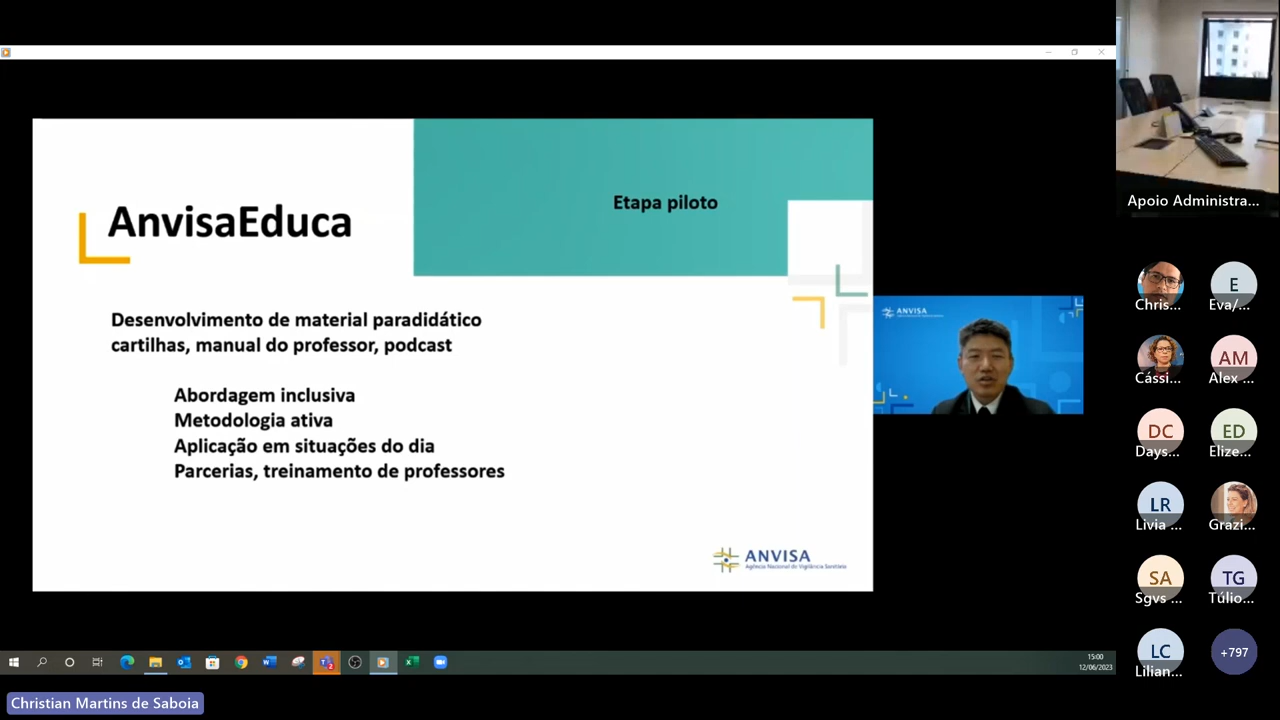 Etapa piloto
AnvisaEduca
Desenvolvimento de material paradidático
cartilhas, manual do professor, podcast
Abordagem inclusiva
Metodologia ativa
Aplicação em situações do dia
Parcerias, treinamento de professores
ANVISA
Agência Nacional de Vigilância Sanitária
ANVISA
Apoio Administra...
Chris...
E
Eva/...
Cássi...
AM
Alex ...
DC
Days...
ED
Elize...
LR
Livia ...
Grazi...
SA
Sgvs ...
TG
Túlio...
LC
Lilian...
+797
15:00
12/06/2023
Christian Martins de Saboia